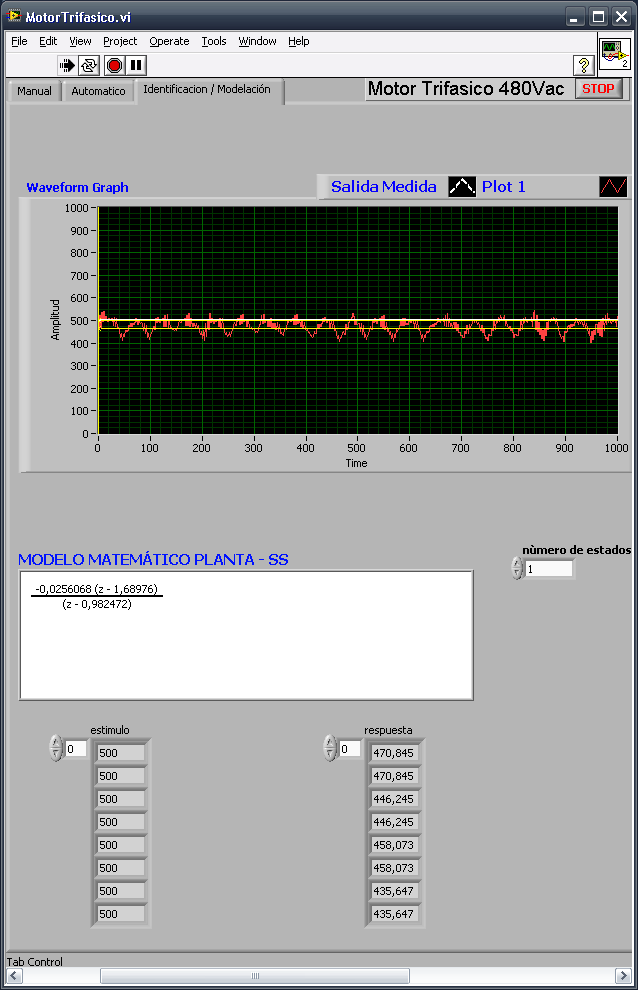 MotorTrifasico.vi
File Edit View Project Operate Tools Window Help
? 2
Manual Automatico Identificacion / Modelación Motor Trifasico 480Vac STOP
Waveform Graph Salida Medida Plot 1
1000
900
800
700
600
500
400
300
200
100
0
Amplitud
0 100 200 300 400 500 600 700 800 900 1000
Time
nùmero de estados
MODELO MATEMÁTICO PLANTA - SS
1
-0,0256068 (z - 1,68976)
(z - 0,982472)
estimulo respuesta
0 500 0 470,845
500 470,845
500 446,245
500 446,245
500 458,073
500 458,073
500 435,647
500 435,647
Tab Control